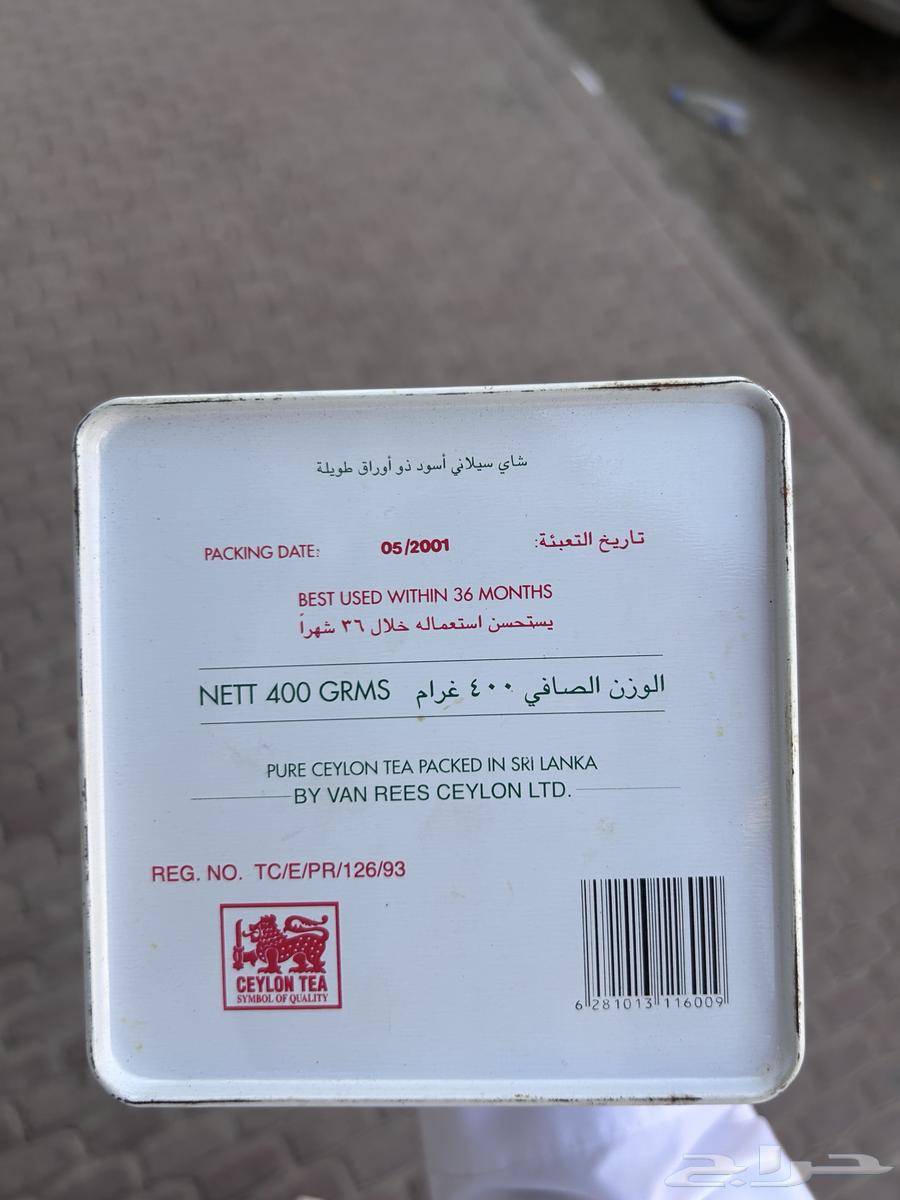 شاي سيلاني أسود ذو أوراق طويلة
PACKING DATE: 05/2001 تاريخ التعبئة:
BEST USED WITHIN 36 MONTHS
يستحسن استعماله خلال ٣٦ شهراً
NETT 400 GRMS الوزن الصافي ٤٠٠ غرام
PURE CEYLON TEA PACKED IN SRI LANKA
BY VAN REES CEYLON LTD.
REG. NO. TC/E/PR/126/93
CEYLON TEA
SYMBOL OF QUALITY
6 281013 116009
حراج